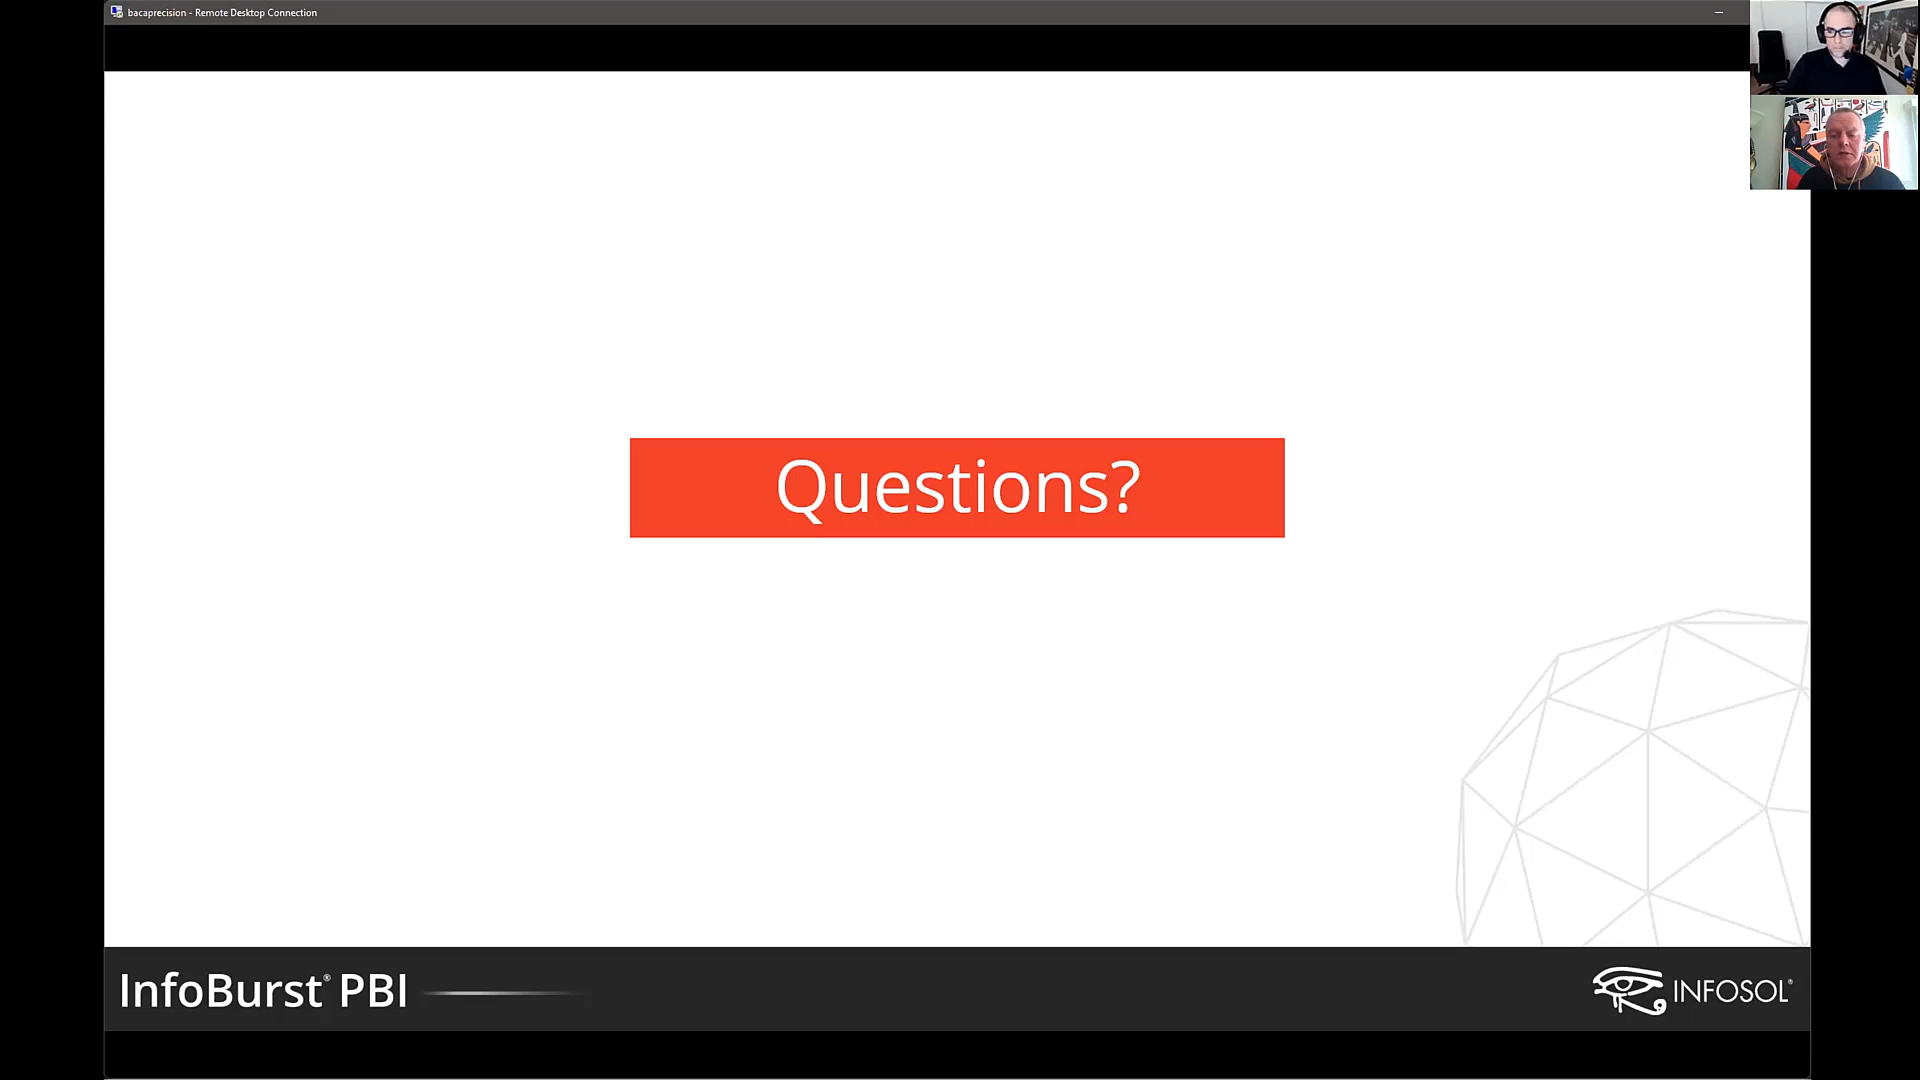 bacaprecision - Remote Desktop Connection
Questions?
InfoBurst® PBI
INFOSOL®